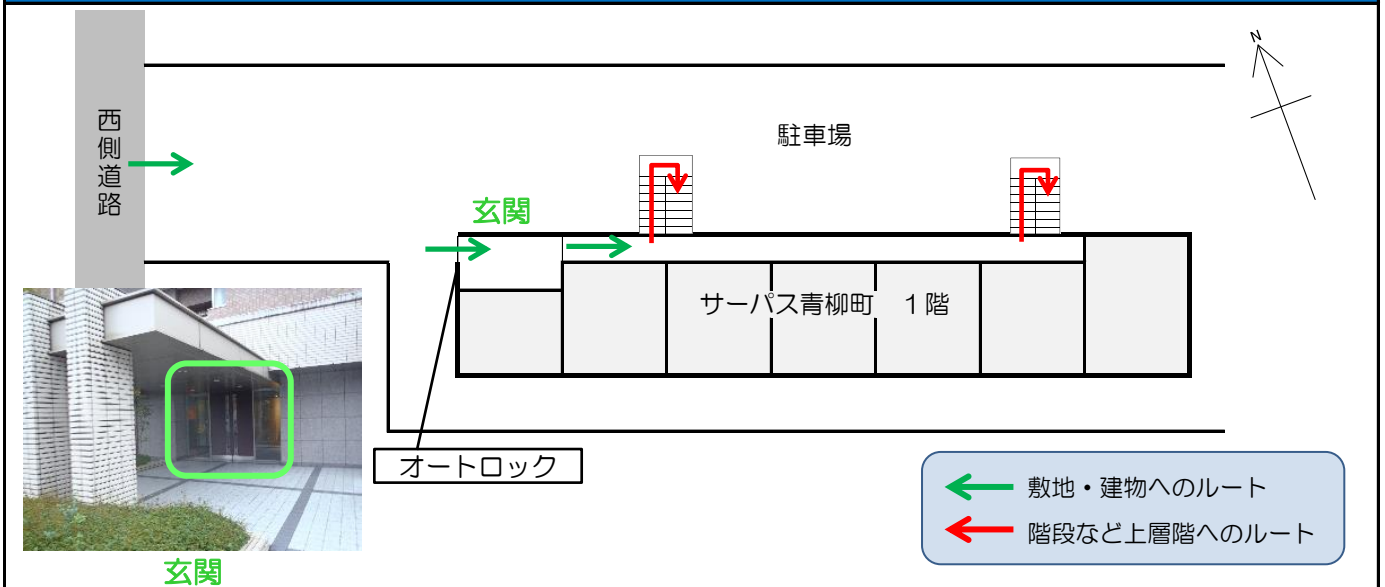 N
西側道路
駐車場
玄関
サーパス青柳町 1階
オートロック
敷地・建物へのルート
階段など上層階へのルート
玄関